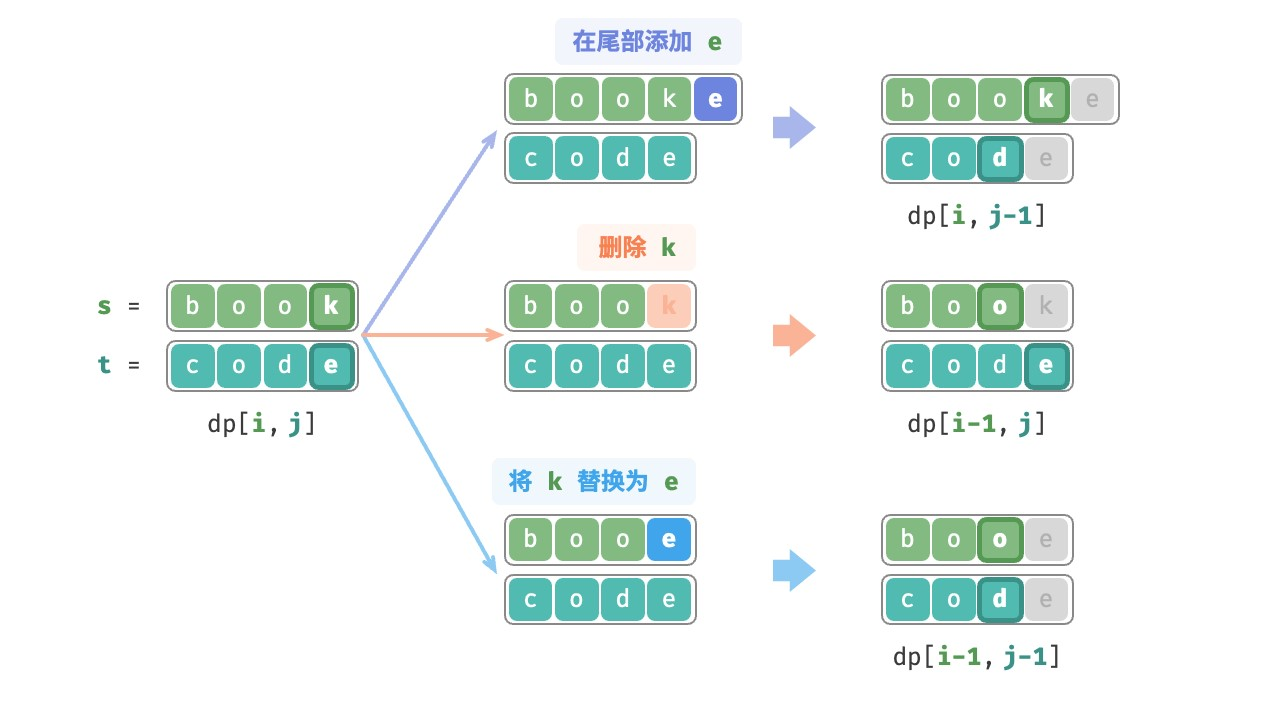 s = b o o k
t = c o d e
dp[i, j]
在尾部添加 e
b o o k e
c o d e
b o o k e
c o d e
dp[i, j-1]
删除 k
b o o k
c o d e
b o o k
c o d e
dp[i-1, j]
将 k 替换为 e
b o o e
c o d e
b o o e
c o d e
dp[i-1, j-1]